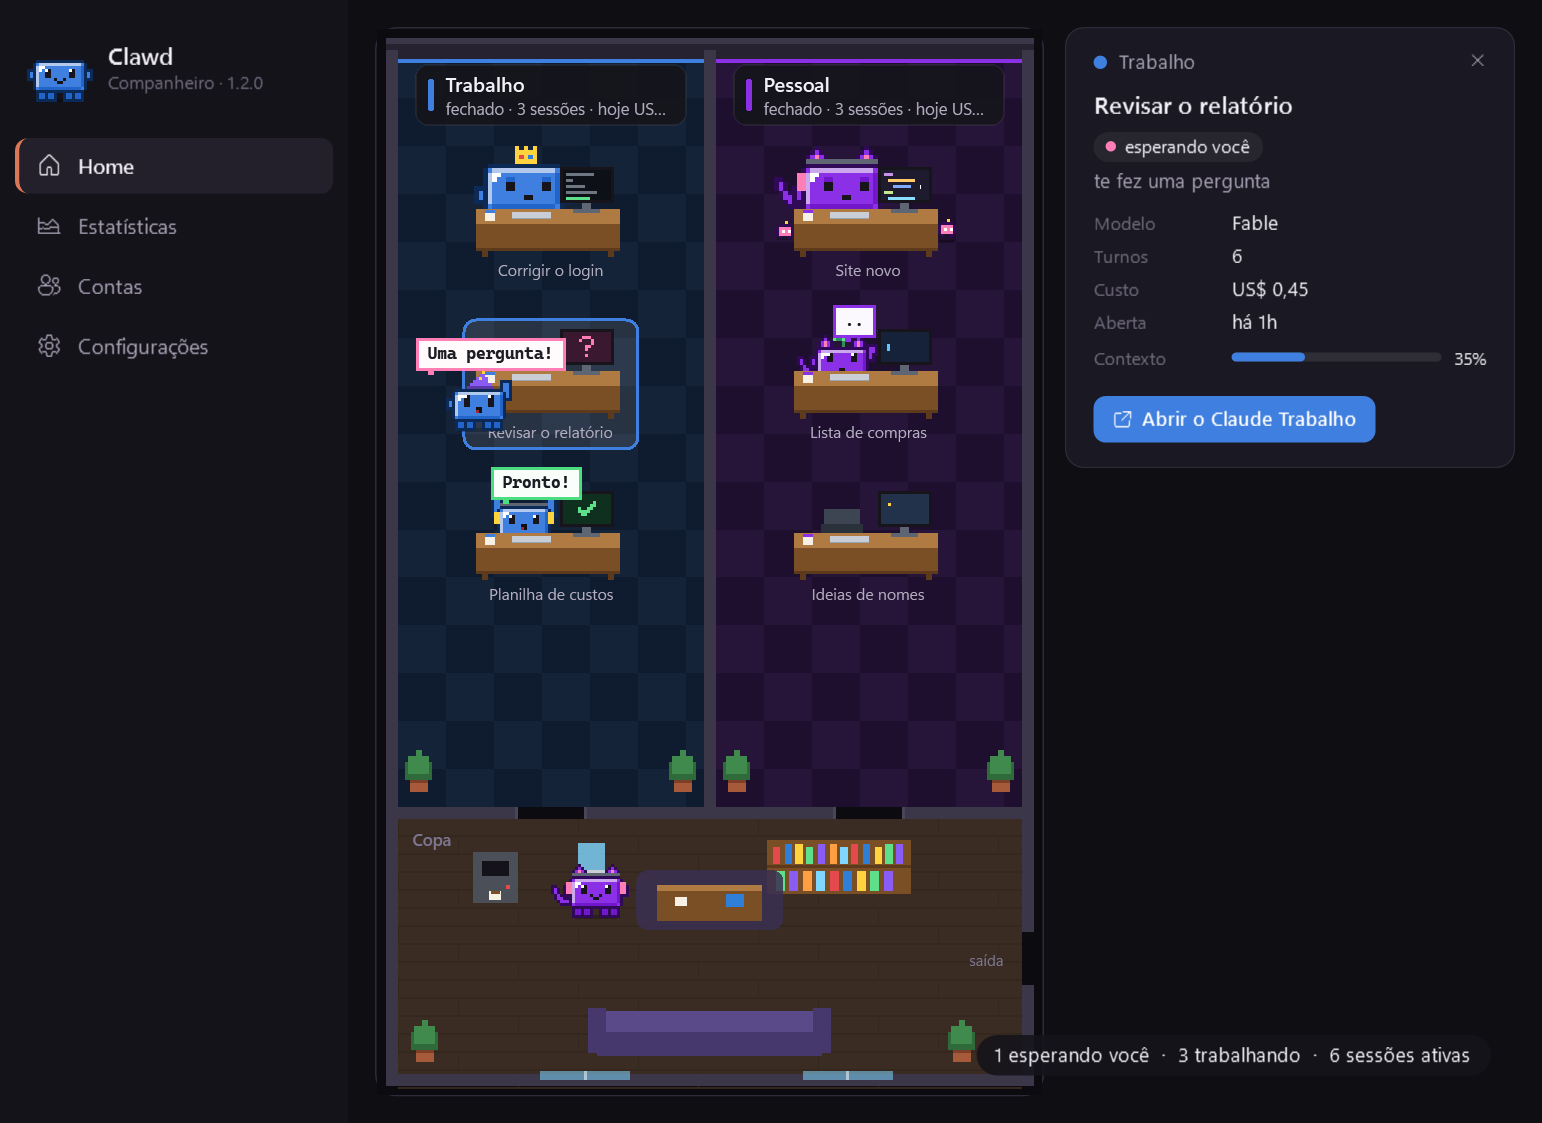 Clawd
Companheiro · 1.2.0
Home
Estatísticas
Contas
Configurações
Trabalho
fechado · 3 sessões · hoje US...
Pessoal
fechado · 3 sessões · hoje US...
Corrigir o login
Site novo
Uma pergunta!
?
Revisar o relatório
..
Lista de compras
Pronto!
Planilha de custos
Ideias de nomes
Copa
saída
Trabalho
Revisar o relatório
esperando você
te fez uma pergunta
Modelo Fable
Turnos 6
Custo US$ 0,45
Aberta há 1h
Contexto 35%
Abrir o Claude Trabalho
1 esperando você · 3 trabalhando · 6 sessões ativas